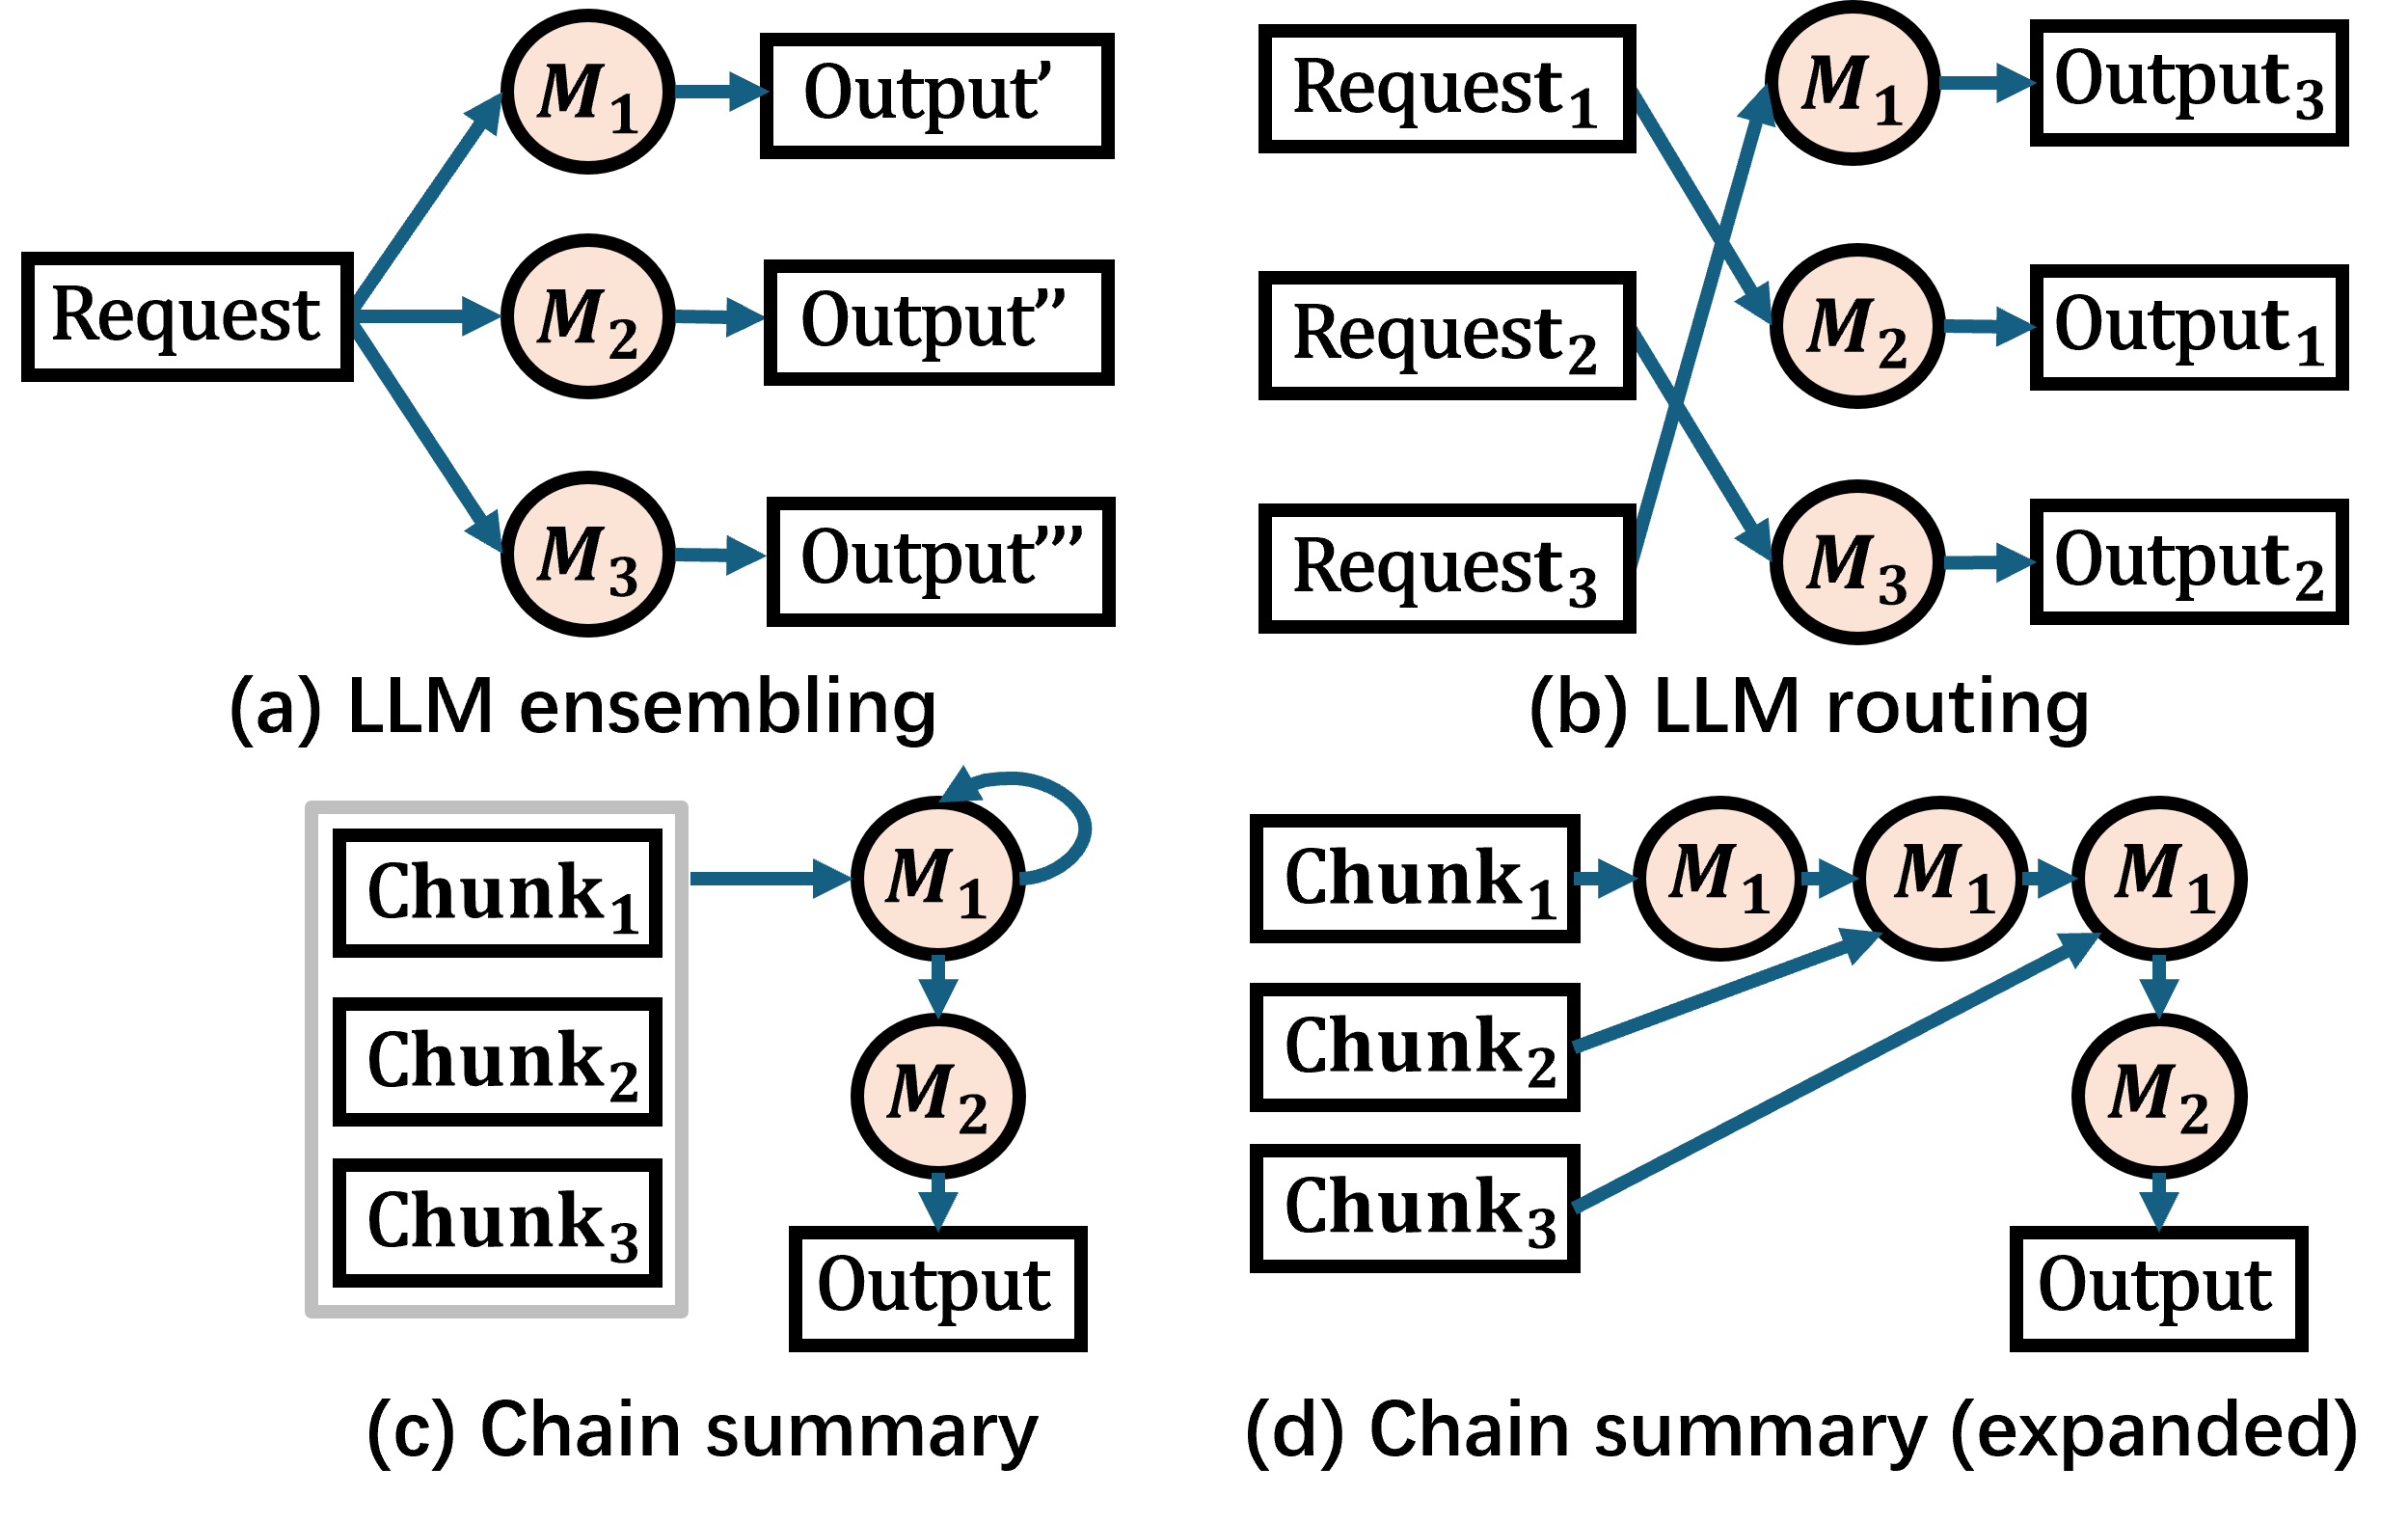 Request
M1
M2
M3
Output’
Output’’
Output’’’
(a) LLM ensembling
Request1
Request2
Request3
M1
M2
M3
Output3
Output1
Output2
(b) LLM routing
Chunk1
Chunk2
Chunk3
M1
M2
Output
(c) Chain summary
Chunk1
Chunk2
Chunk3
M1
M1
M1
M2
Output
(d) Chain summary (expanded)